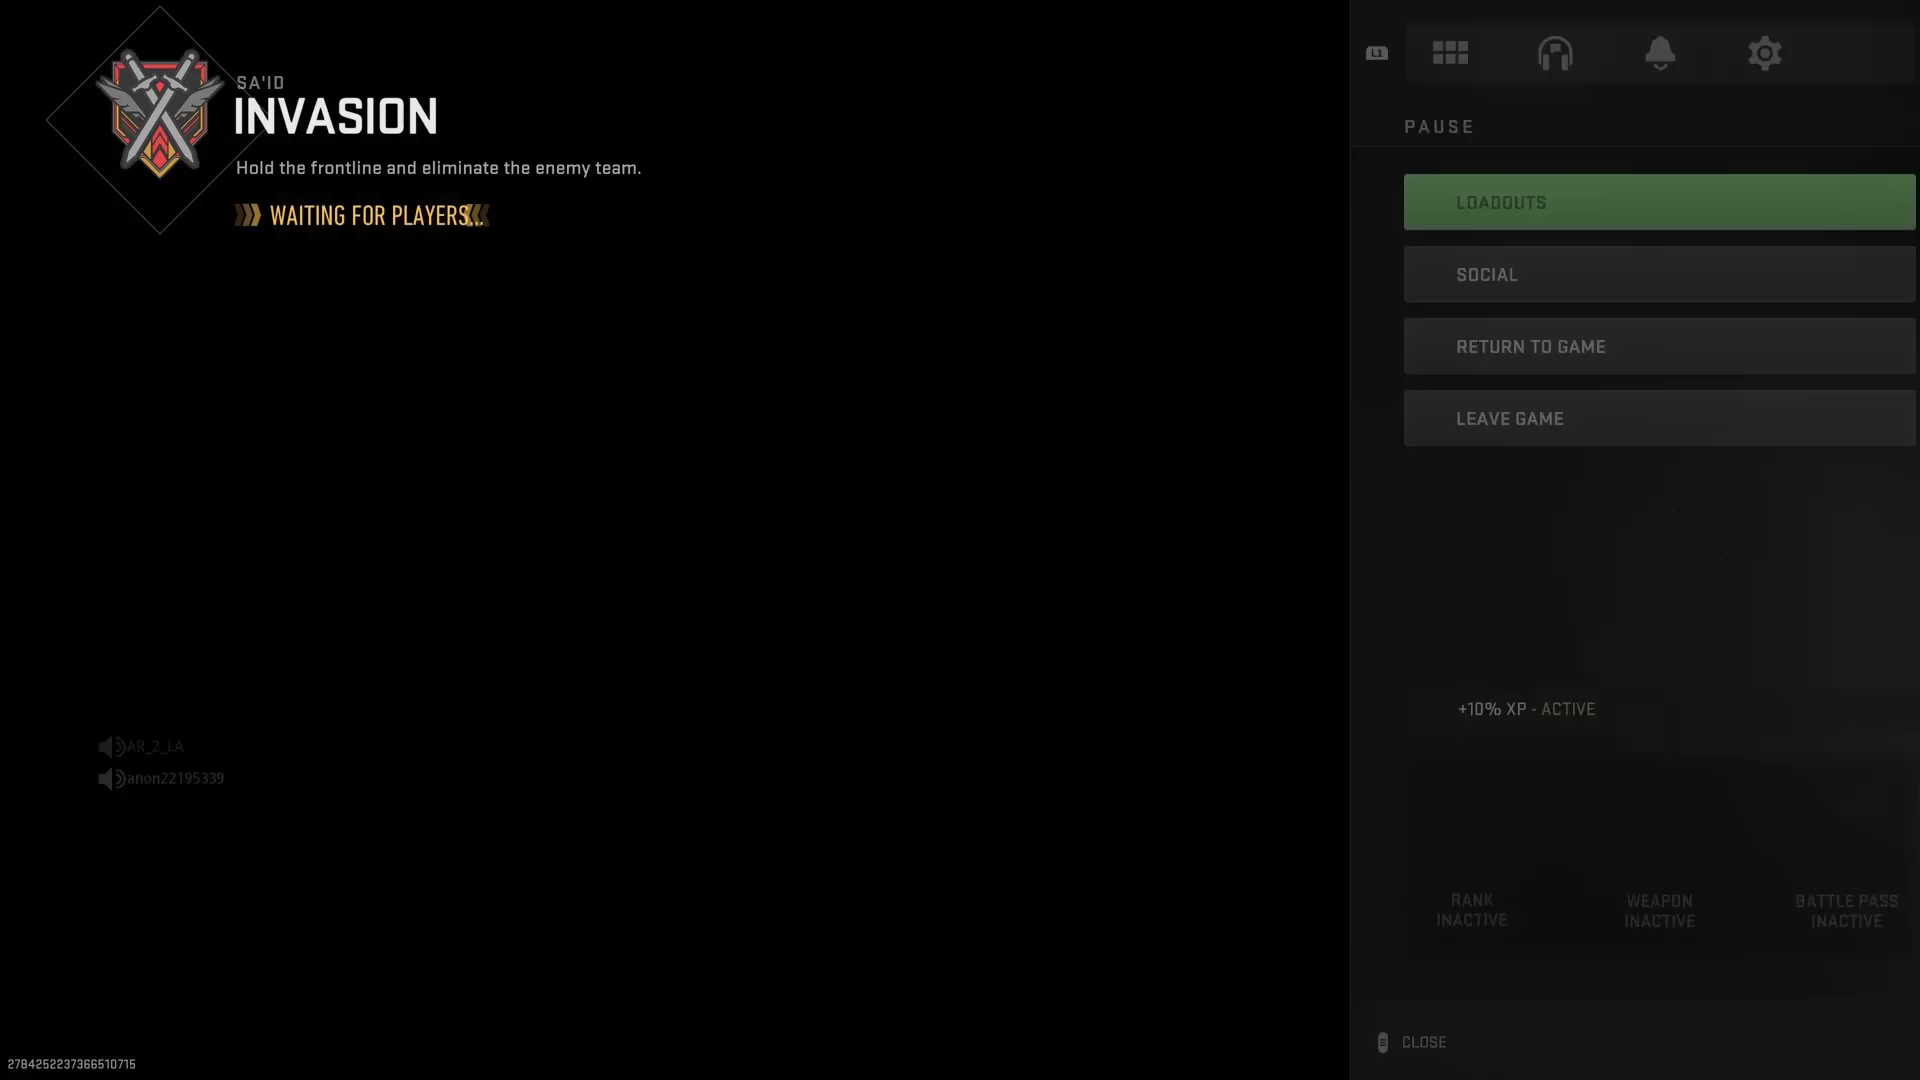 SA'ID
INVASION
Hold the frontline and eliminate the enemy team.
WAITING FOR PLAYERS...
AR_2_LA
anon22195339
2784252237366510715
L1
PAUSE
LOADOUTS
SOCIAL
RETURN TO GAME
LEAVE GAME
+10% XP - ACTIVE
RANK
INACTIVE
WEAPON
INACTIVE
BATTLE PASS
INACTIVE
CLOSE